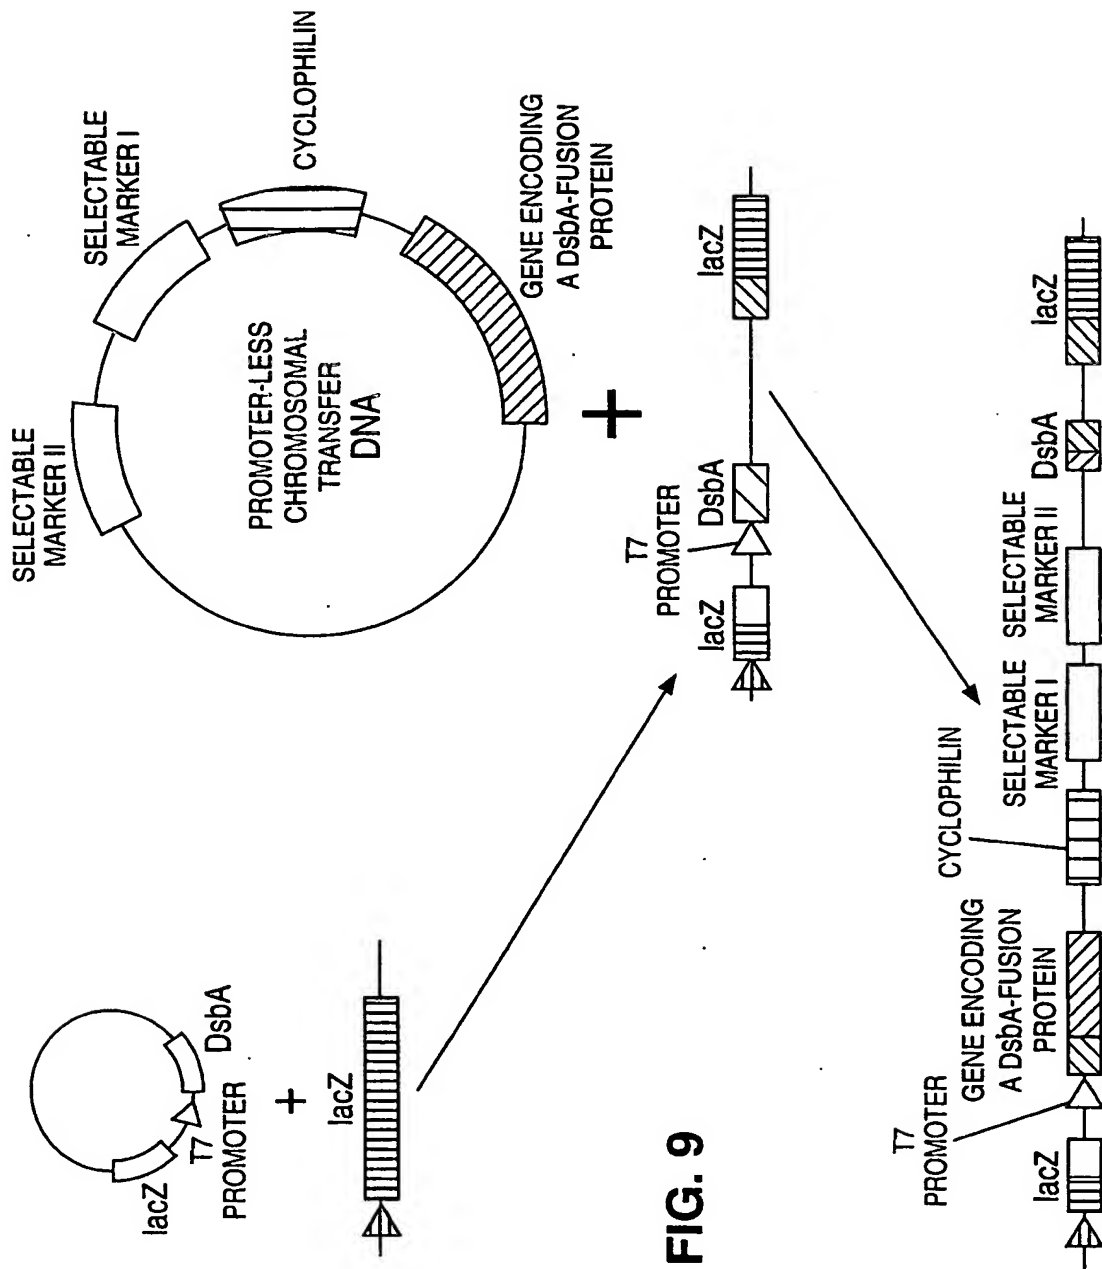 lacZ
T7
PROMOTER
DsbA
+
lacZ
SELECTABLE
MARKER II
SELECTABLE
MARKER I
CYCLOPHILIN
PROMOTER-LESS
CHROMOSOMAL
TRANSFER
DNA
GENE ENCODING
A DsbA-FUSION
PROTEIN
+
lacZ
T7
PROMOTER
DsbA
lacZ
FIG. 9
lacZ
T7
PROMOTER
GENE ENCODING
A DsbA-FUSION
PROTEIN
CYCLOPHILIN
SELECTABLE
MARKER I
SELECTABLE
MARKER II
DsbA
lacZ